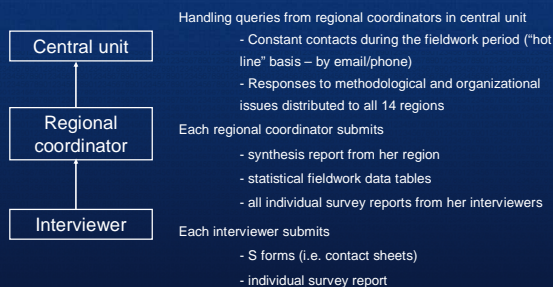 Central unit
Regional
coordinator
Interviewer
Handling queries from regional coordinators in central unit
- Constant contacts during the fieldwork period ("hot
line" basis – by email/phone)
- Responses to methodological and organizational
issues distributed to all 14 regions
Each regional coordinator submits
- synthesis report from her region
- statistical fieldwork data tables
- all individual survey reports from her interviewers
Each interviewer submits
- S forms (i.e. contact sheets)
- individual survey report